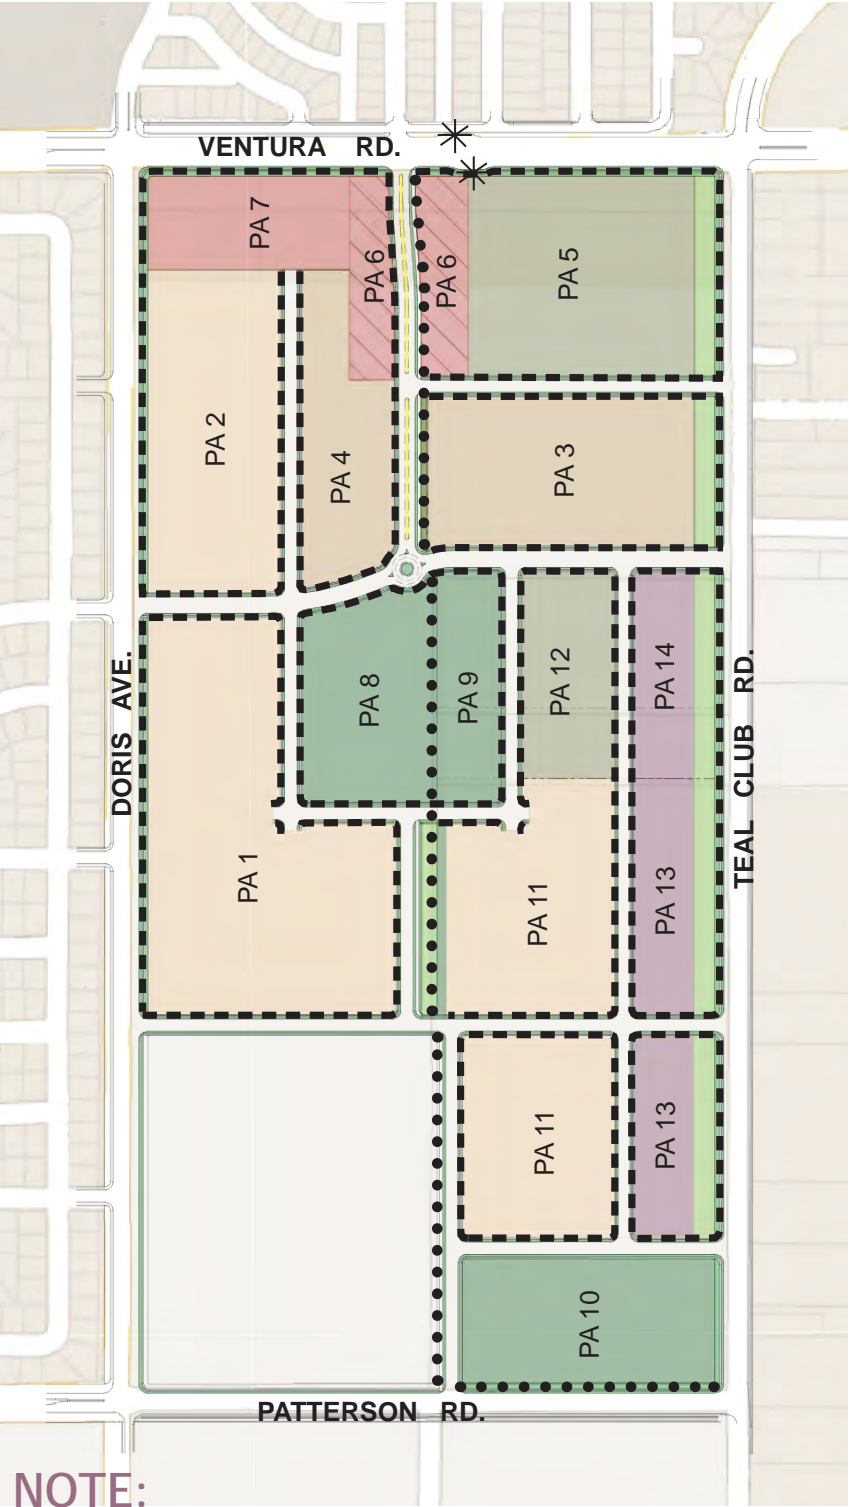 VENTURA RD.
PA 7
PA 6
PA 6
PA 5
PA 2
PA 4
PA 3
DORIS AVE.
PA 8
PA 9
PA 12
PA 14
TEAL CLUB RD.
PA 1
PA 11
PA 13
PA 11
PA 13
PA 10
PATTERSON RD.
NOTE: